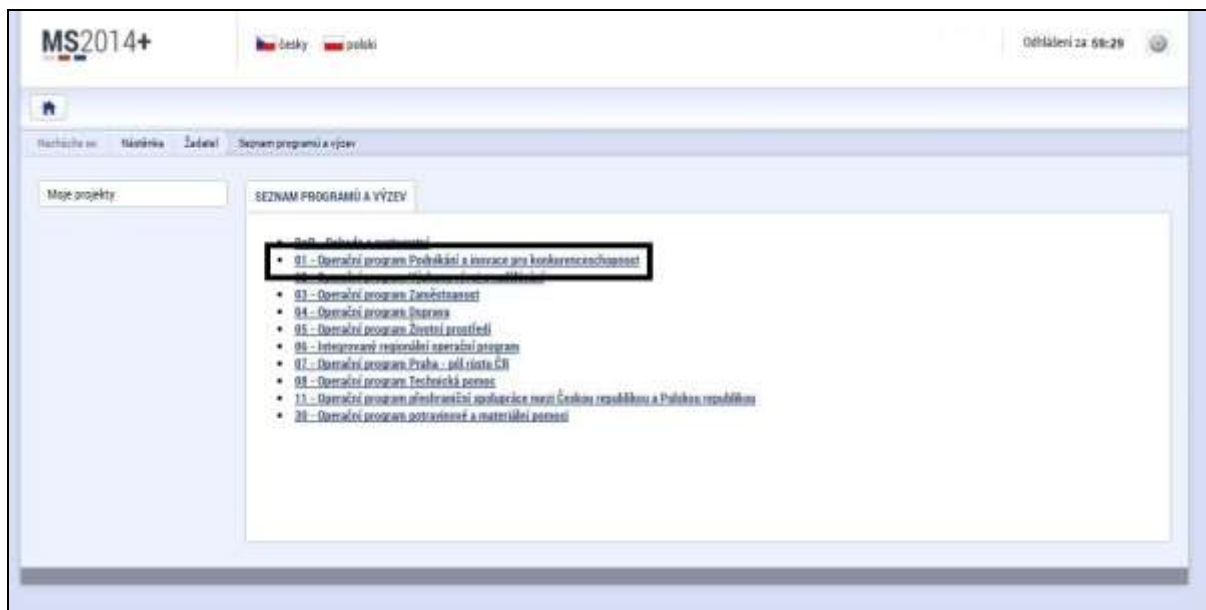 MS2014+
česky polski
Odhlášení za: 59:29
Nacházíte se: Nástěnka Žadatel Seznam programů a výzev
Moje projekty
SEZNAM PROGRAMŮ A VÝZEV
01 - Operační program Podnikání a inovace pro konkurenceschopnost
03 - Operační program Zaměstnanost
04 - Operační program Doprava
05 - Operační program Životní prostředí
06 - Integrovaný regionální operační program
07 - Operační program Praha - pól růstu ČR
08 - Operační program Technická pomoc
11 - Operační program přeshraniční spolupráce mezi Českou republikou a Polskou republikou
30 - Operační program potravinové a materiální pomoci